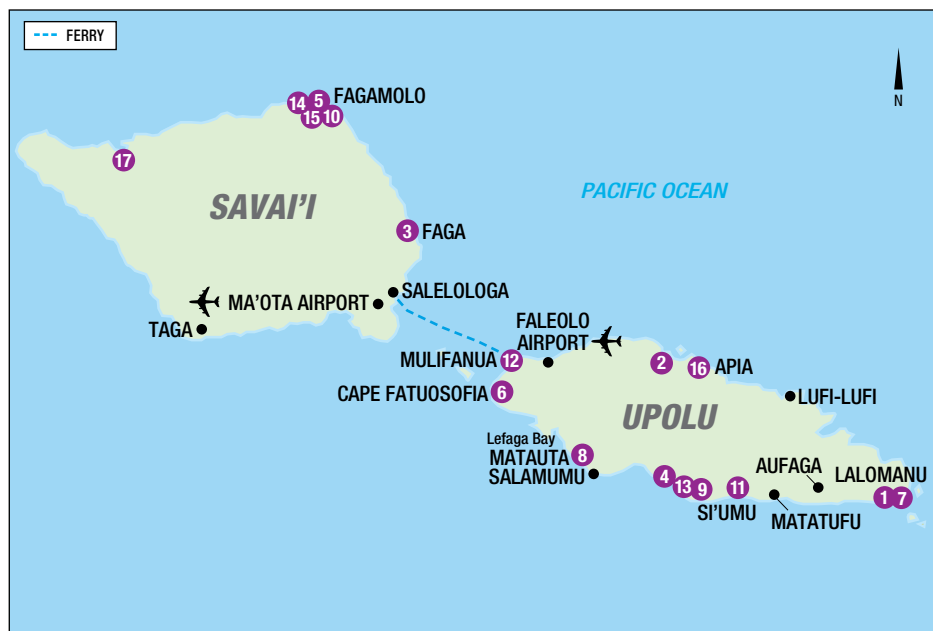 FERRY
N
14
5
FAGAMOLO
15
10
17
SAVAI'I
PACIFIC OCEAN
3
FAGA
SALELOLOGA
MA'OTA AIRPORT
TAGA
FALEOLO
AIRPORT
MULIFANUA
12
2
16
APIA
CAPE FATUOSOFIA
6
LUFI-LUFI
UPOLU
Lefaga Bay
MATAUTA
8
SALAMUMU
4
13
9
11
SI'UMU
AUFAGA
MATATUFU
LALOMANU
1
7